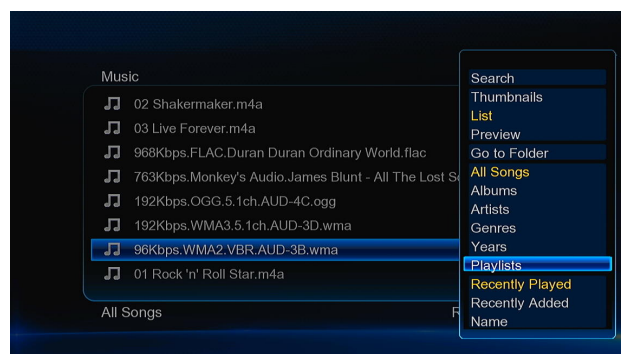 Music
02 Shakermaker.m4a
03 Live Forever.m4a
968Kbps.FLAC.Duran Duran Ordinary World.flac
763Kbps.Monkey's Audio.James Blunt - All The Lost
192Kbps.OGG.5.1ch.AUD-4C.ogg
192Kbps.WMA3.5.1ch.AUD-3D.wma
96Kbps.WMA2.VBR.AUD-3B.wma
01 Rock 'n' Roll Star.m4a
All Songs
Search
Thumbnails
List
Preview
Go to Folder
All Songs
Albums
Artists
Genres
Years
Playlists
Recently Played
Recently Added
Name